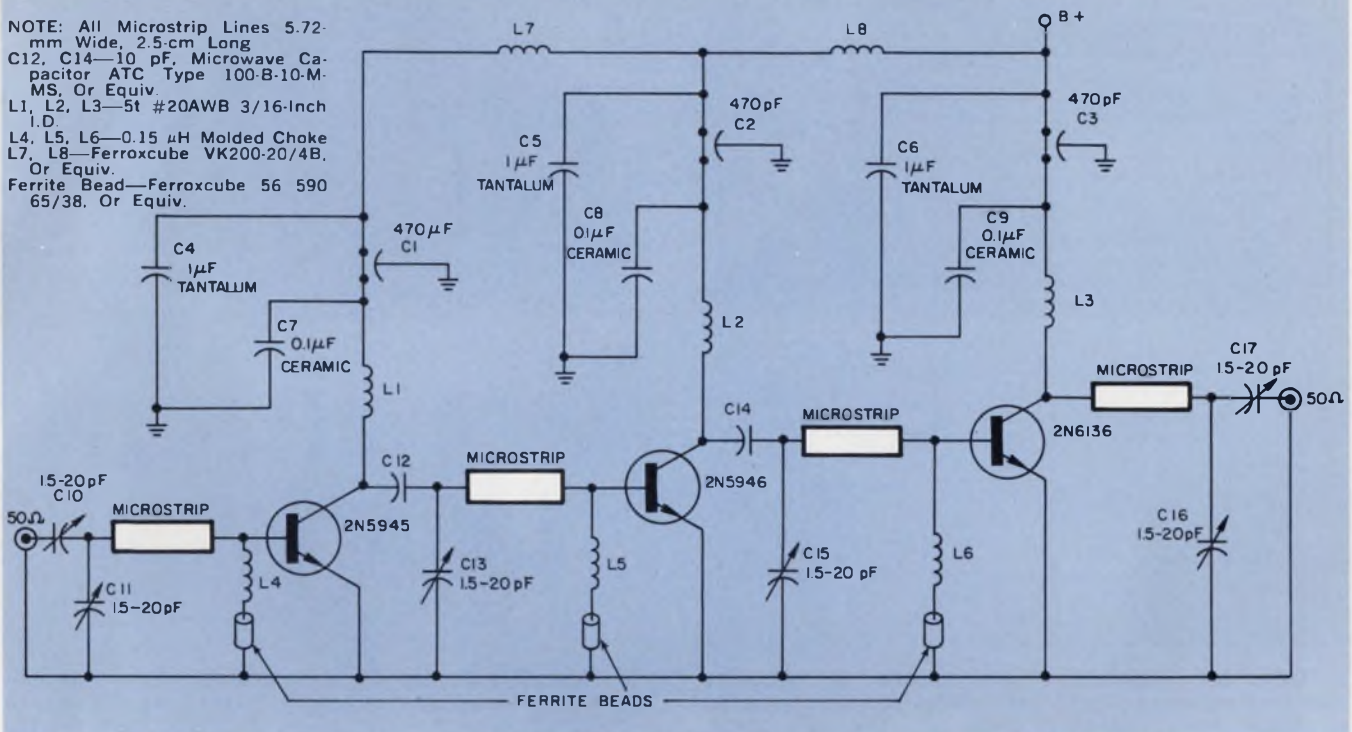 NOTE: All Microstrip Lines 5.72-
mm Wide, 2.5-cm Long
C12, C14—10 pF, Microwave Ca-
pacitor ATC Type 100-B-10-M-
MS, Or Equiv.
L1, L2, L3—5t #20AWB 3/16-Inch
I.D.
L4, L5, L6—0.15 μH Molded Choke
L7, L8—Ferroxcube VK200-20/4B,
Or Equiv.
Ferrite Bead—Ferroxcube 56 590
65/38, Or Equiv.
L7
L8
B+
C5
1μF
TANTALUM
470pF
C2
C6
1μF
TANTALUM
470pF
C3
C4
1μF
TANTALUM
470μF
C1
C8
01μF
CERAMIC
C9
0.1μF
CERAMIC
C7
0.1μF
CERAMIC
L1
L2
L3
C17
1.5-20pF
MICROSTRIP
50Ω
C14
MICROSTRIP
2N6136
C12
MICROSTRIP
2N5946
15-20pF
C10
50Ω
MICROSTRIP
2N5945
C16
1.5-20pF
C11
1.5-20pF
L4
C13
1.5-20pF
L5
C15
1.5-20 pF
L6
FERRITE BEADS